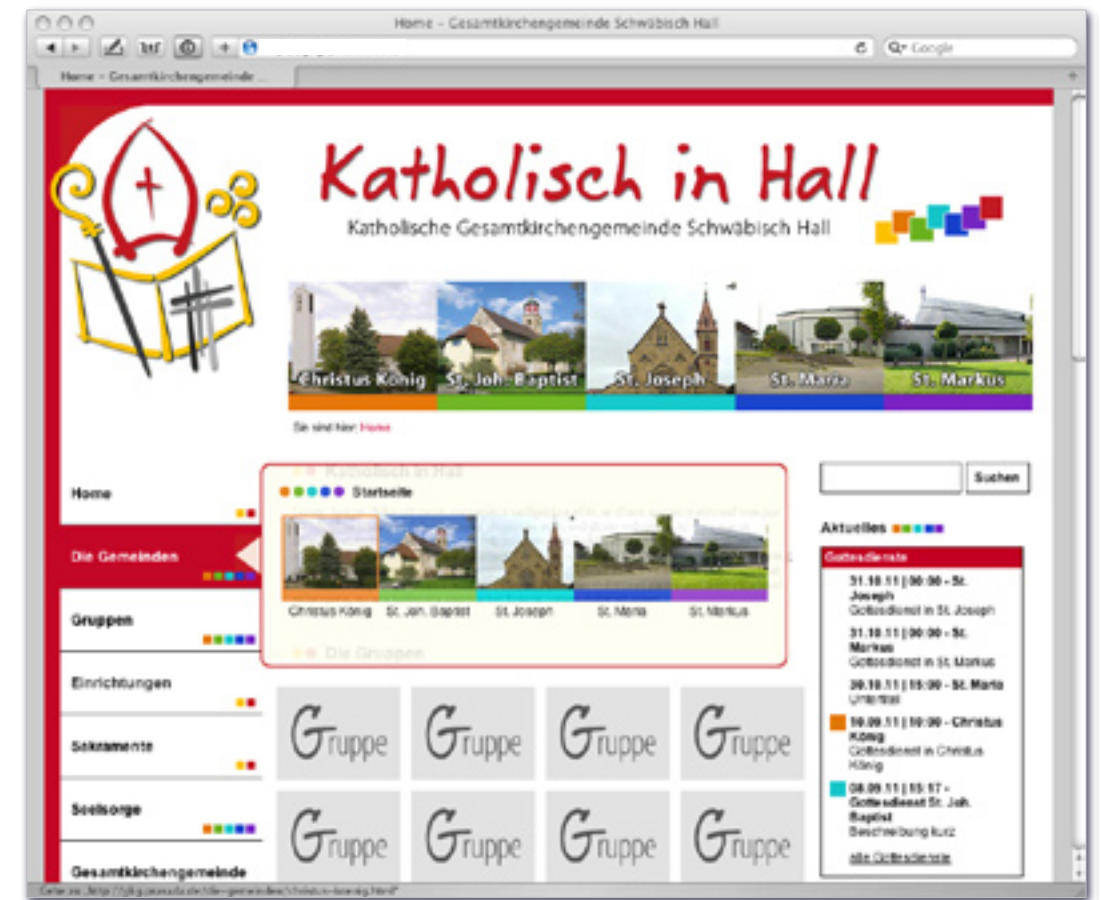 Home – Gesamtkirchengemeinde Schwäbisch Hall
Google
Home – Gesamtkirchengemeinde ...
Katholisch in Hall
Katholische Gesamtkirchengemeinde Schwäbisch Hall
Christus König St. Joh. Baptist St. Joseph St. Maria St. Markus
Sie sind hier: Home
Home
Die Gemeinden
Gruppen
Einrichtungen
Sakramente
Seelsorge
Gesamtkirchengemeinde
Katholisch in Hall
Startseite
Christus König St. Joh. Baptist St. Joseph St. Maria St. Markus
Die Gruppen
Gruppe Gruppe Gruppe Gruppe
Gruppe Gruppe Gruppe Gruppe
Suchen
Aktuelles
Gottesdienste
31.10.11 | 00:00 - St.
Joseph
Gottesdienst in St. Joseph
31.10.11 | 00:00 - St.
Markus
Gottesdienst in St. Markus
30.10.11 | 15:00 - St. Maria
Untertitel
10.09.11 | 10:00 - Christus
König
Gottesdienst in Christus
König
08.09.11 | 15:17 -
Gottesdienst St. Joh.
Baptist
Beschreibung kurz
alle Gottesdienste